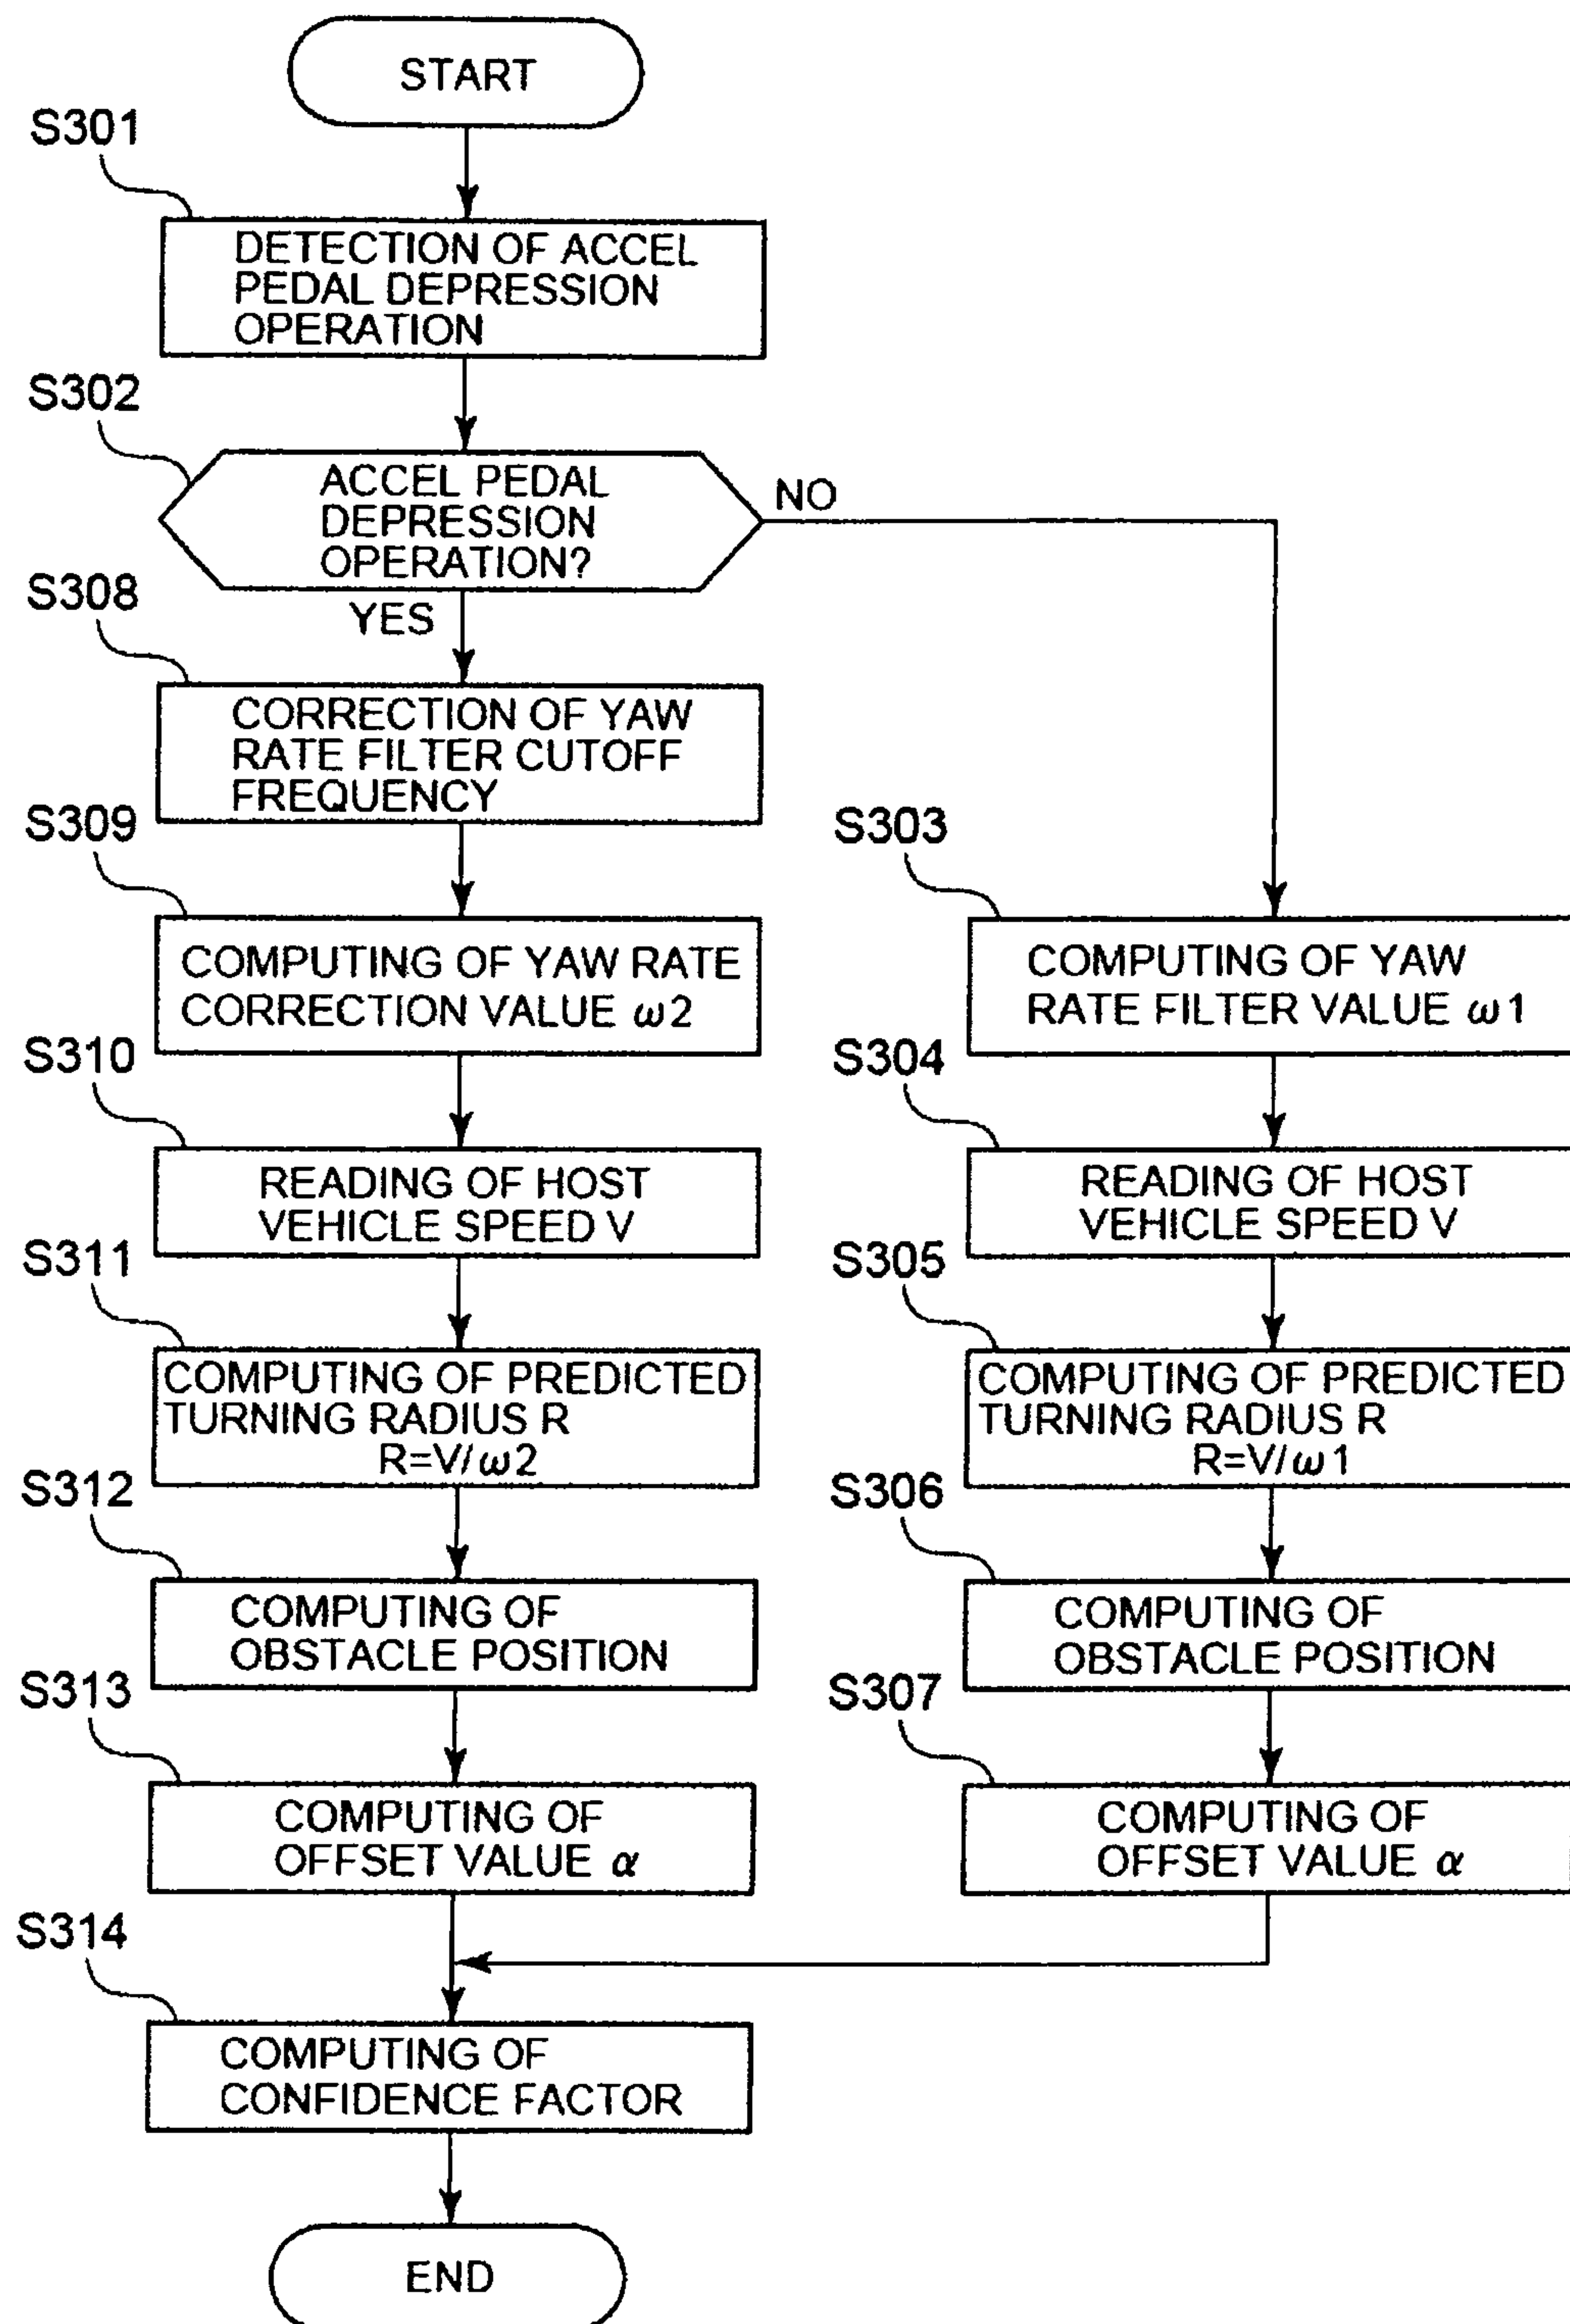 START
S301
DETECTION OF ACCEL
PEDAL DEPRESSION
OPERATION
S302
ACCEL PEDAL
DEPRESSION
OPERATION?
NO
YES
S308
CORRECTION OF YAW
RATE FILTER CUTOFF
FREQUENCY
S309
COMPUTING OF YAW RATE
CORRECTION VALUE ω2
S303
COMPUTING OF YAW
RATE FILTER VALUE ω1
S310
READING OF HOST
VEHICLE SPEED V
S304
READING OF HOST
VEHICLE SPEED V
S311
COMPUTING OF PREDICTED
TURNING RADIUS R
R=V/ω2
S305
COMPUTING OF PREDICTED
TURNING RADIUS R
R=V/ω1
S312
COMPUTING OF
OBSTACLE POSITION
S306
COMPUTING OF
OBSTACLE POSITION
S313
COMPUTING OF
OFFSET VALUE α
S307
COMPUTING OF
OFFSET VALUE α
S314
COMPUTING OF
CONFIDENCE FACTOR
END